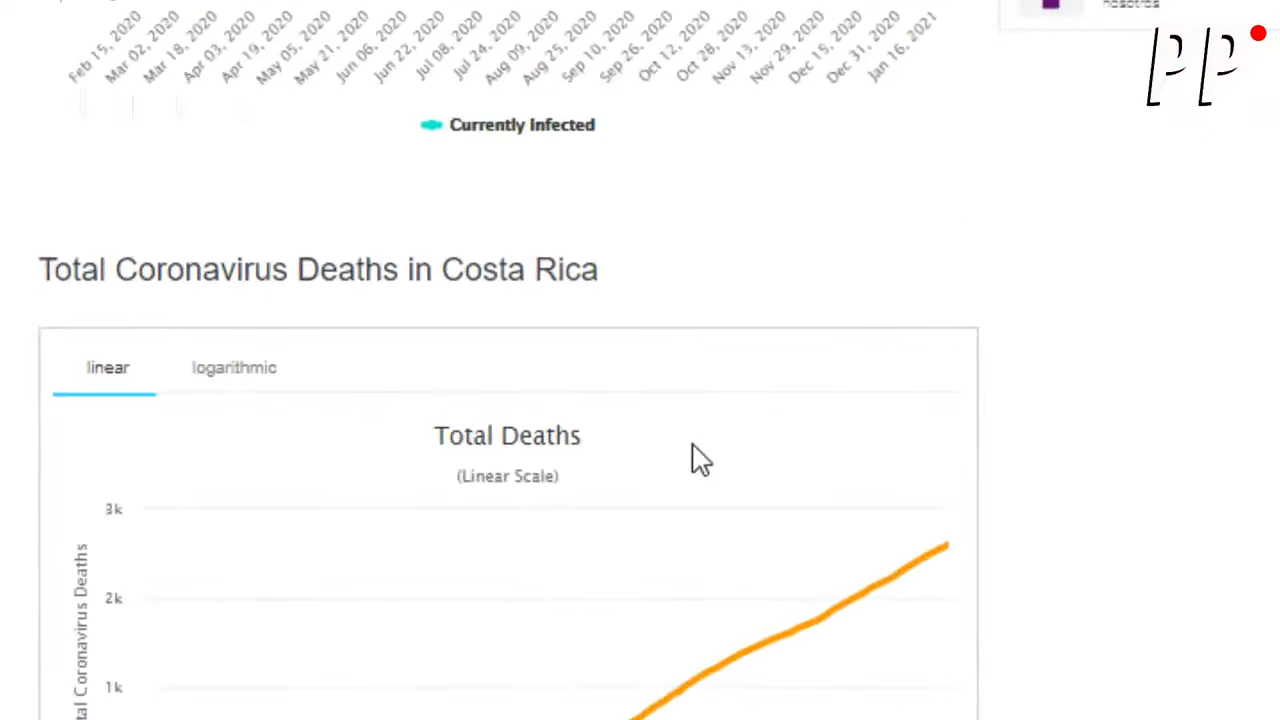 nosotros
PP
Feb 15, 2020
Mar 02, 2020
Mar 18, 2020
Apr 03, 2020
Apr 19, 2020
May 05, 2020
May 21, 2020
Jun 06, 2020
Jun 22, 2020
Jul 08, 2020
Jul 24, 2020
Aug 09, 2020
Aug 25, 2020
Sep 10, 2020
Sep 26, 2020
Oct 12, 2020
Oct 28, 2020
Nov 13, 2020
Nov 29, 2020
Dec 15, 2020
Dec 31, 2020
Jan 16, 2021
Currently Infected
Total Coronavirus Deaths in Costa Rica
linear logarithmic
Total Deaths
(Linear Scale)
3k
2k
1k
Coronavirus Deaths